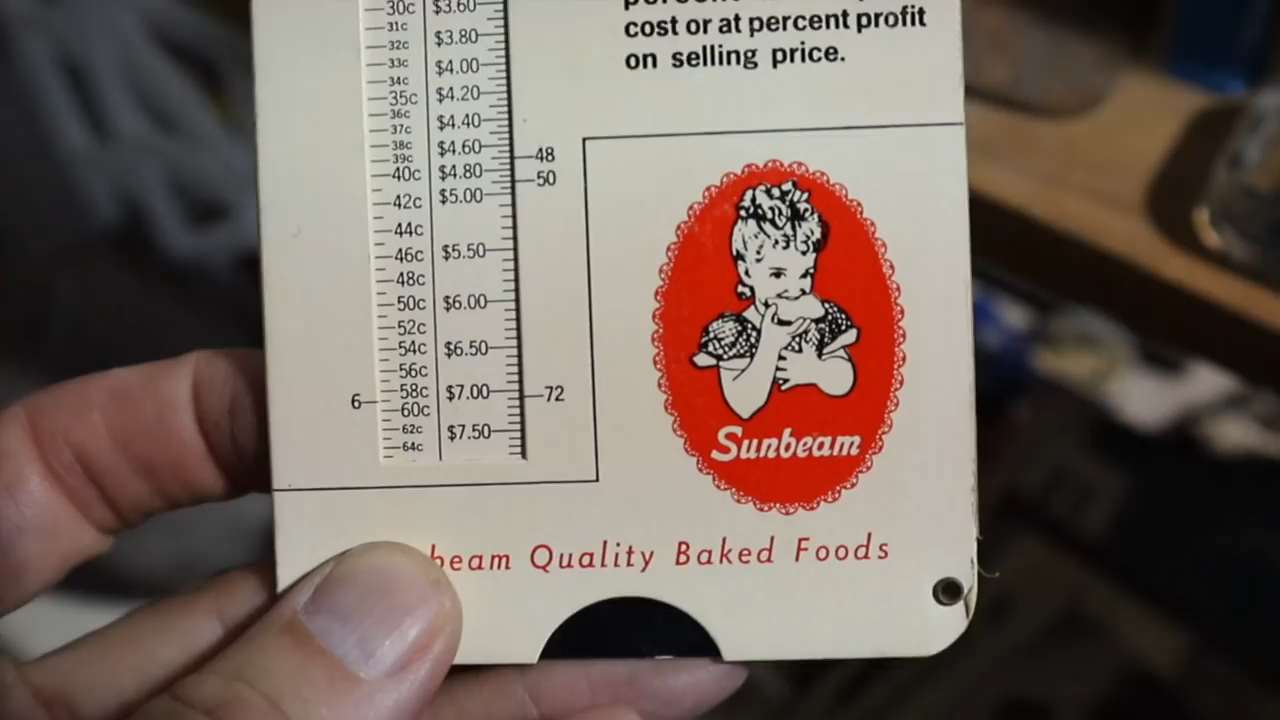 cost or at percent profit
on selling price.
30c $3.60
31c
32c $3.80
33c
34c $4.00
35c $4.20
36c
37c $4.40
38c $4.60
39c 48
40c $4.80 50
42c $5.00
44c
46c $5.50
48c
50c $6.00
52c
54c $6.50
56c
58c $7.00 72
6 60c
62c $7.50
64c
Sunbeam
beam Quality Baked Foods